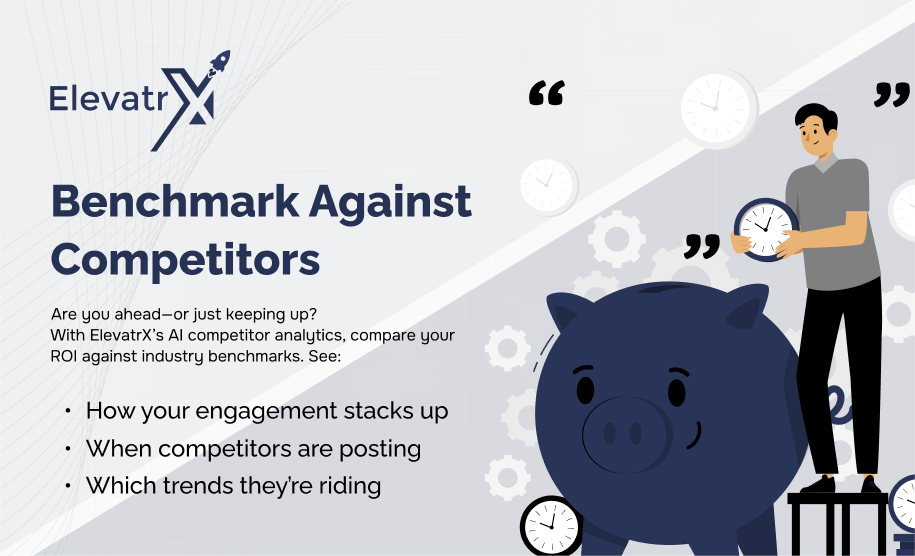 ElevatrX
“
”
”
Benchmark Against
Competitors
Are you ahead—or just keeping up?
With ElevatrX’s AI competitor analytics, compare your
ROI against industry benchmarks. See:
• How your engagement stacks up
• When competitors are posting
• Which trends they’re riding